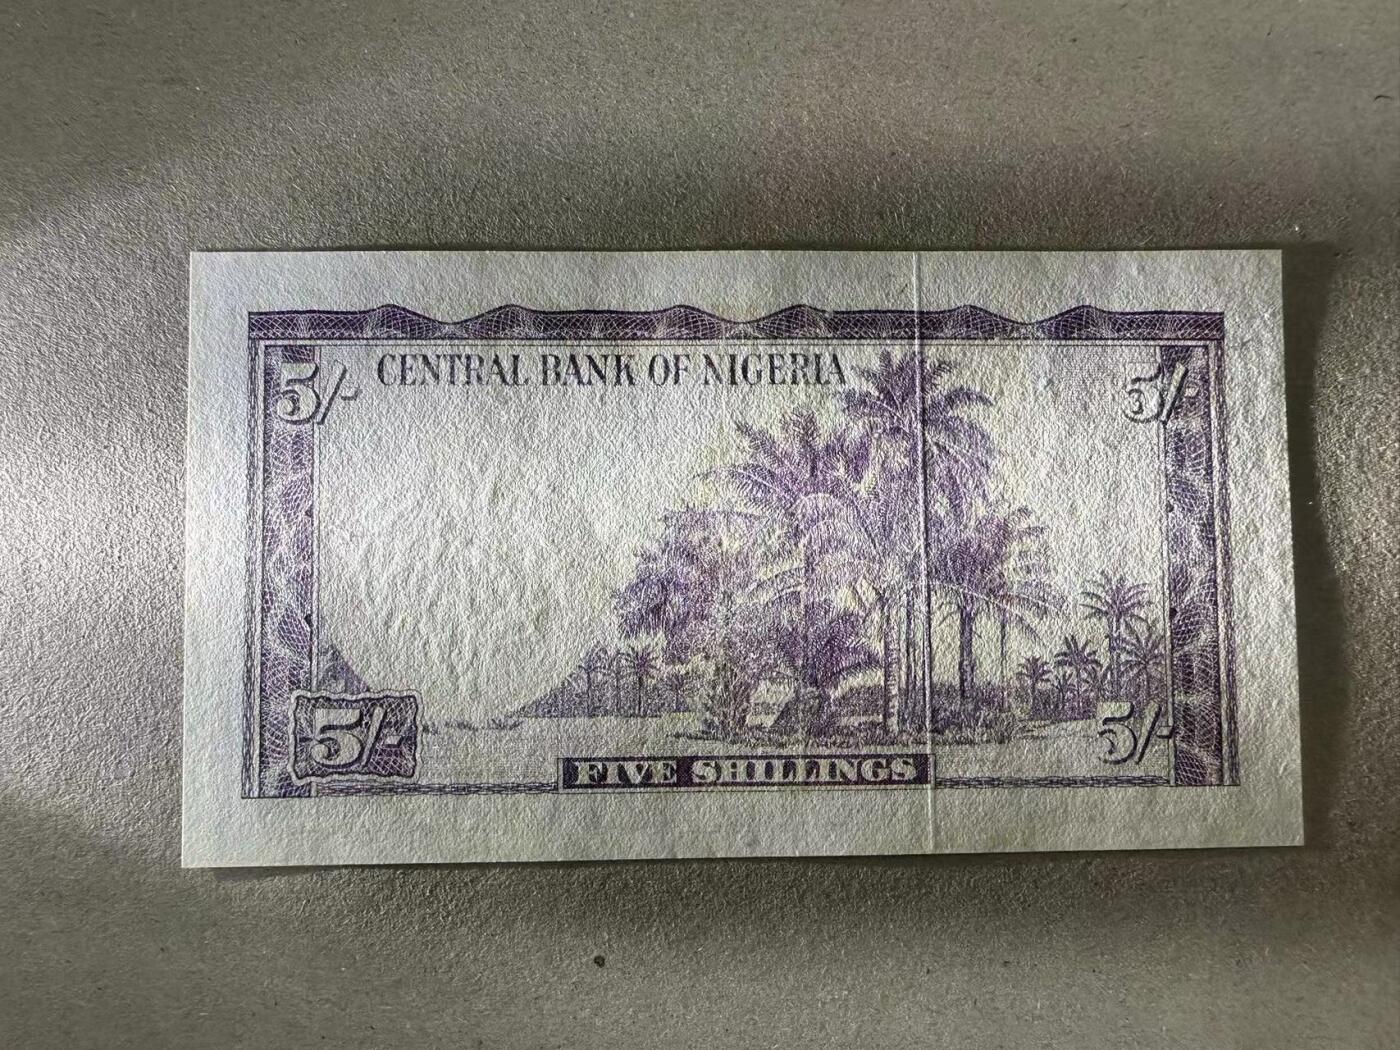 5/- CENTRAL BANK OF NIGERIA 5/-
5/- 5/-
FIVE SHILLINGS